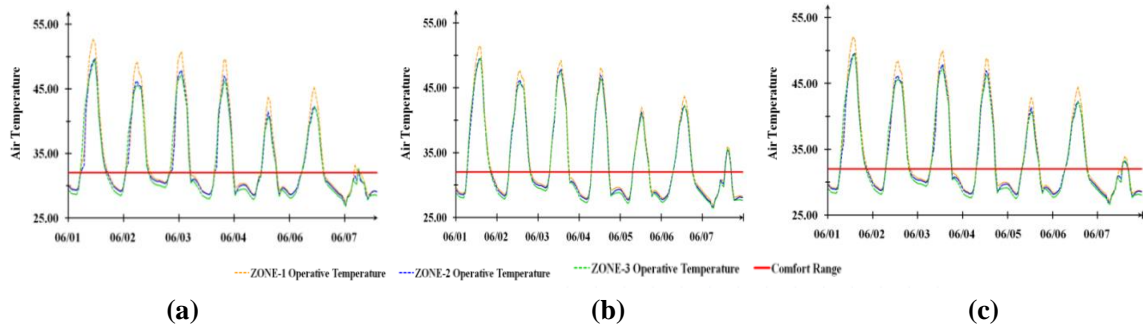 55.00
45.00
35.00
25.00
Air Temperature
06/01 06/02 06/03 06/04 06/06 06/07
(a)
55.00
45.00
35.00
25.00
Air Temperature
06/01 06/02 06/03 06/04 06/05 06/06 06/07
(b)
55.00
45.00
35.00
25.00
Air Temperature
06/01 06/02 06/03 06/04 06/05 06/06 06/07
(c)
ZONE-1 Operative Temperature ZONE-2 Operative Temperature ZONE-3 Operative Temperature Comfort Range